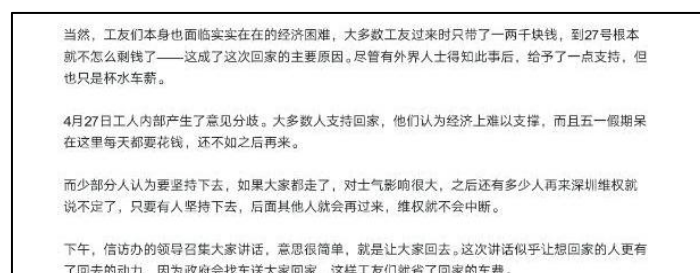 当然，工友们本身也面临实实在在的经济困难，大多数工友过来时只带了一两千块钱，到27号根本
就不怎么剩钱了——这成了这次回家的主要原因。尽管有外界人士得知此事后，给予了一点支持，但
也只是杯水车薪。
4月27日工人内部产生了意见分歧。大多数人支持回家，他们认为经济上难以支撑，而且五一假期呆
在这里每天都要花钱，还不如之后再来。
而少部分人认为要坚持下去，如果大家都走了，对士气影响很大，之后还有多少人再来深圳维权就
说不定了，只要有人坚持下去，后面其他人就会再过来，维权就不会中断。
下午，信访办的领导召集大家讲话，意思很简单，就是让大家回去。这次讲话似乎让想回家的人更有
了回去的动力，因为政府会找车送大家回家，这样工友们就省了回家的车费。